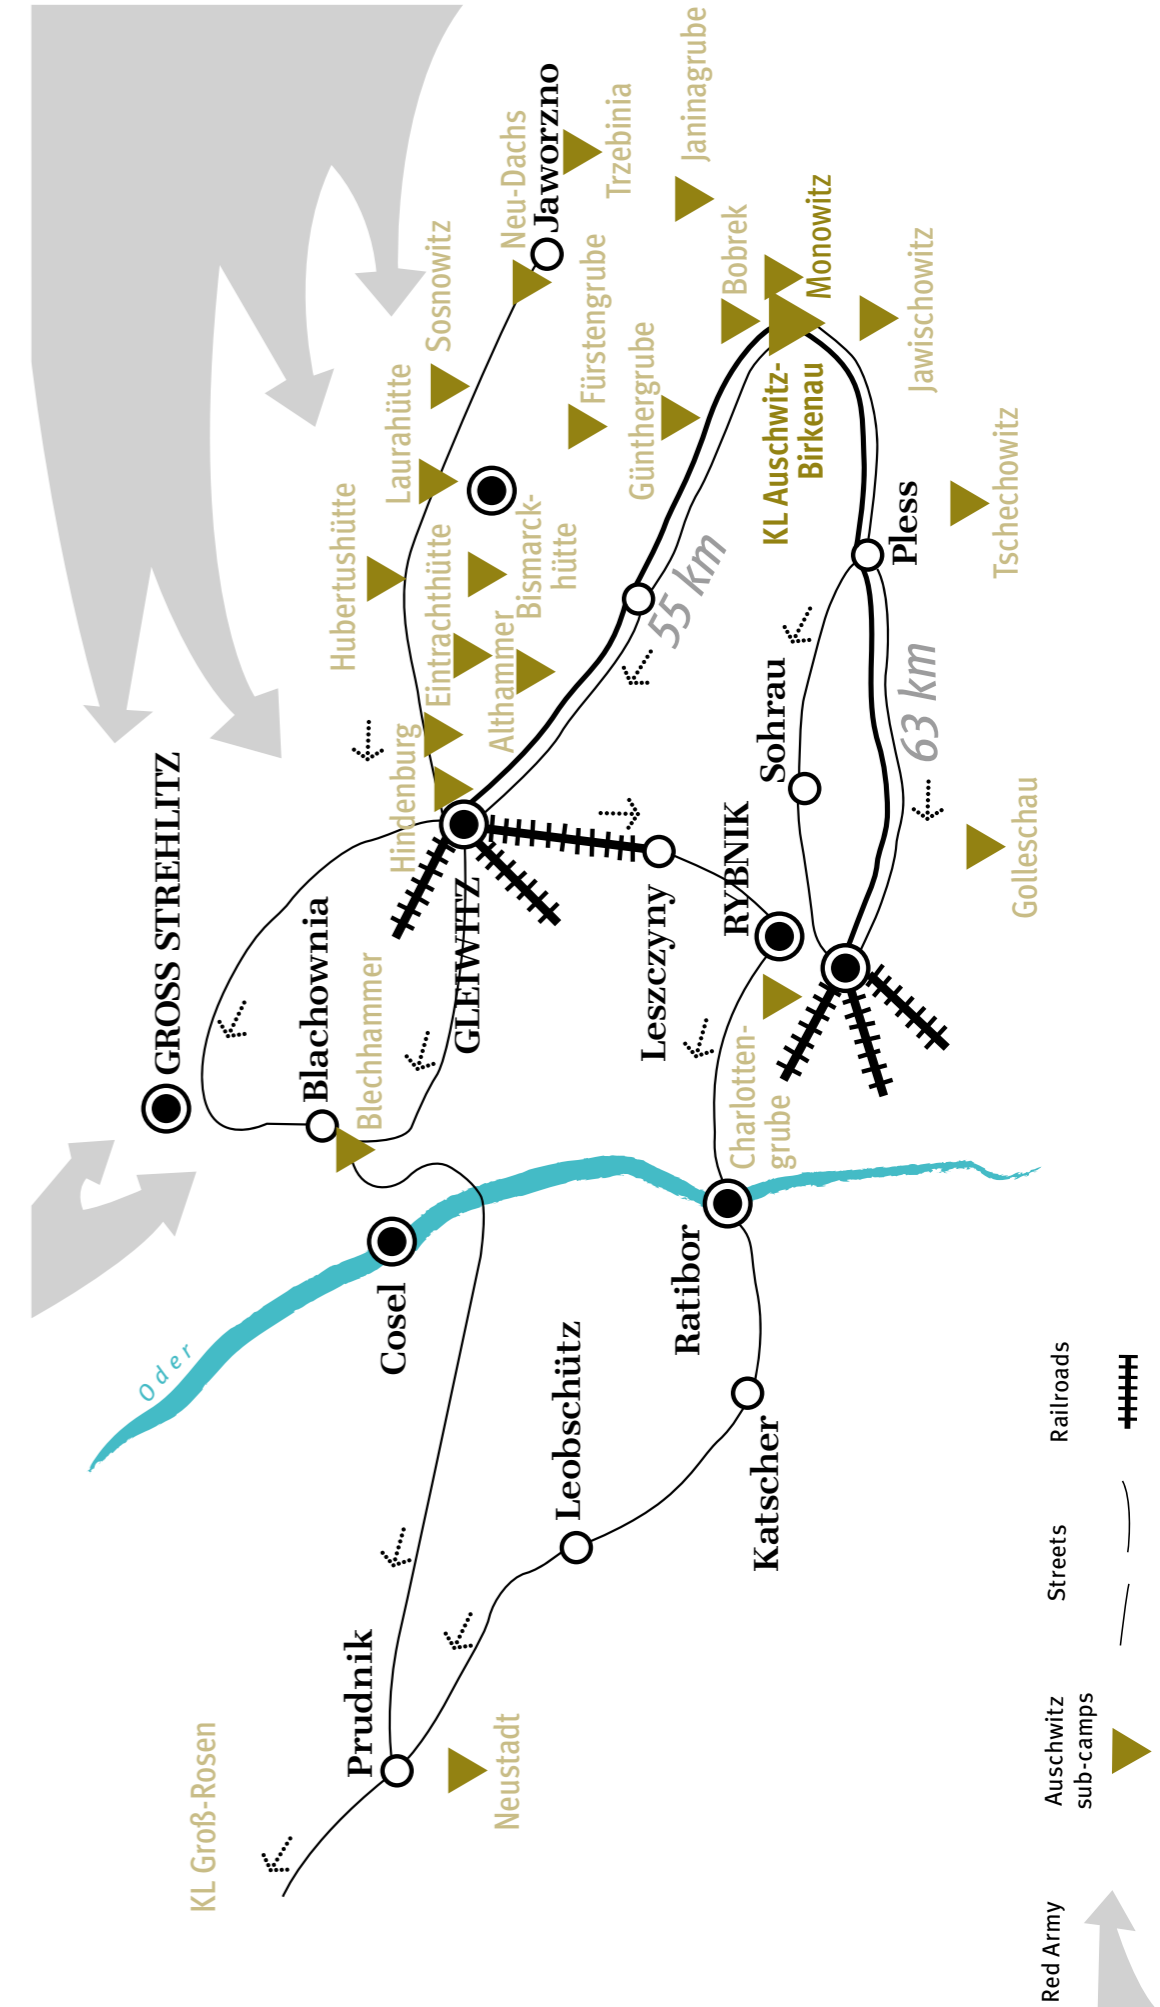 KL Groß-Rosen
Prudnik
Neustadt
Leobschütz
Katscher
Oder
Cosel
Ratibor
GROSS STREHLITZ
Blachownia
Blechhammer
GLEIWITZ
Hindenburg
Leszczyny
RYBNIK
Charlotten-
grube
Sohrau
63 km
Golleschau
Hubertushütte
Eintrachthütte
Althammer
Bismarck-
hütte
55 km
Laurahütte
Sosnowitz
Neu-Dachs
Jaworzno
Trzebinia
Janinagrube
Fürstengrube
Günthergrube
Bobrek
Monowitz
KL Auschwitz-
Birkenau
Jawischowitz
Pless
Tschechowitz
Red Army
Auschwitz
sub-camps
Streets
Railroads